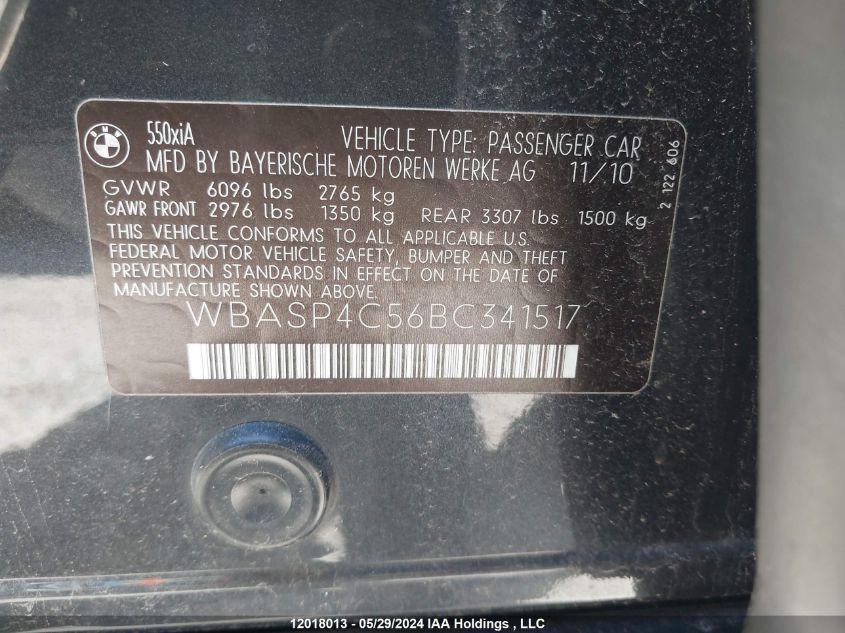 BMW
550xiA
VEHICLE TYPE: PASSENGER CAR
MFD BY BAYERISCHE MOTOREN WERKE AG 11/10
GVWR 6096 lbs 2765 kg
GAWR FRONT 2976 lbs 1350 kg REAR 3307 lbs 1500 kg
THIS VEHICLE CONFORMS TO ALL APPLICABLE U.S.
FEDERAL MOTOR VEHICLE SAFETY, BUMPER AND THEFT
PREVENTION STANDARDS IN EFFECT ON THE DATE OF
MANUFACTURE SHOWN ABOVE.
WBASP4C56BC341517
2 122 606
12018013 - 05/29/2024 IAA Holdings , LLC